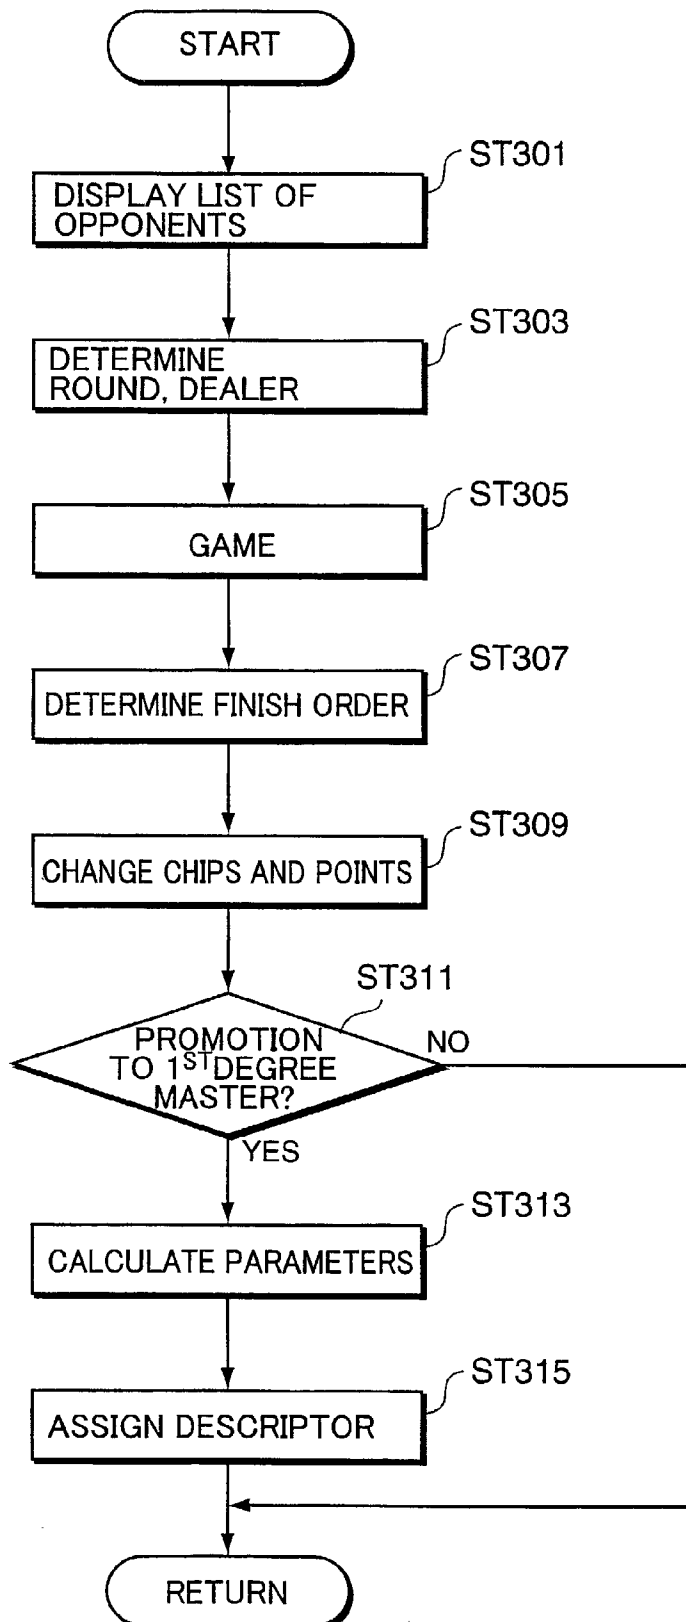 START
ST301
DISPLAY LIST OF
OPPONENTS
ST303
DETERMINE
ROUND, DEALER
ST305
GAME
ST307
DETERMINE FINISH ORDER
ST309
CHANGE CHIPS AND POINTS
ST311
PROMOTION
TO 1ST DEGREE
MASTER?
NO
YES
ST313
CALCULATE PARAMETERS
ST315
ASSIGN DESCRIPTOR
RETURN